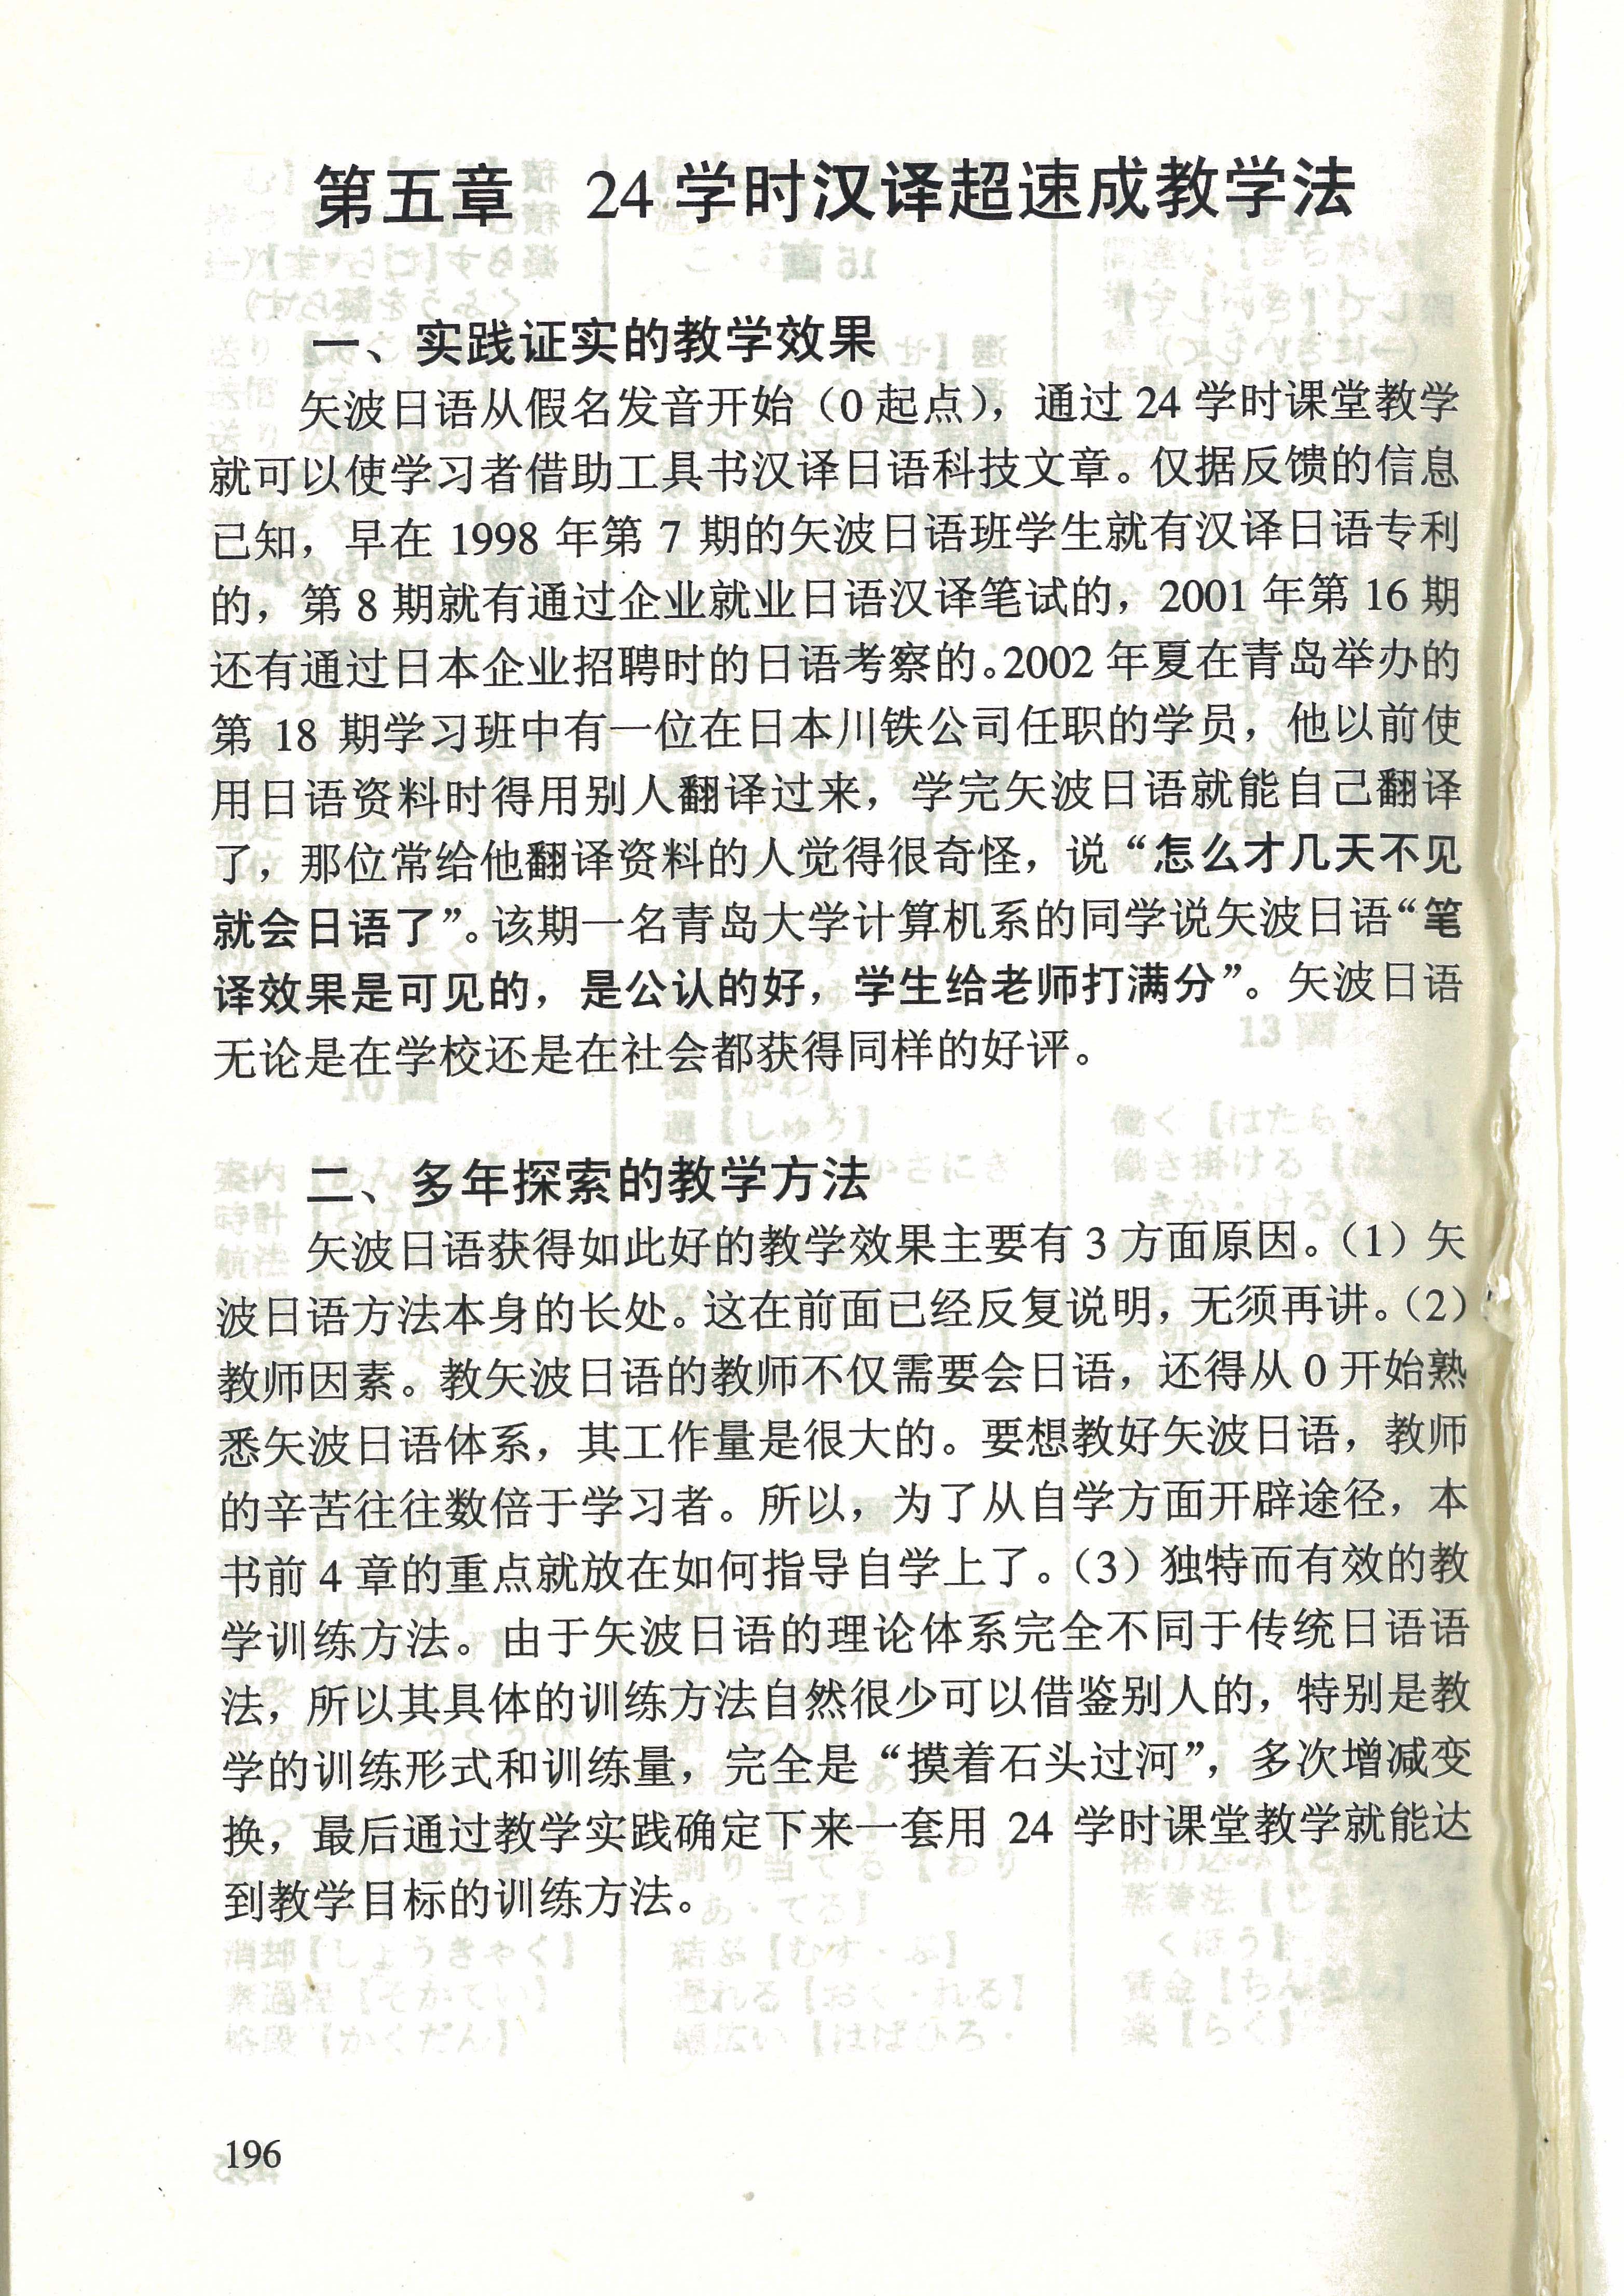 第五章　24学时汉译超速成教学法
一、实践证实的教学效果
矢波日语从假名发音开始（0起点），通过24学时课堂教学
就可以使学习者借助工具书汉译日语科技文章。仅据反馈的信息
已知，早在1998年第7期的矢波日语班学生就有汉译日语专利
的，第8期就有通过企业就业日语汉译笔试的，2001年第16期
还有通过日本企业招聘时的日语考察的。2002年夏在青岛举办的
第18期学习班中有一位在日本川铁公司任职的学员，他以前使
用日语资料时得用别人翻译过来，学完矢波日语就能自己翻译
了，那位常给他翻译资料的人觉得很奇怪，说“怎么才几天不见
就会日语了”。该期一名青岛大学计算机系的同学说矢波日语“笔
译效果是可见的，是公认的好，学生给老师打满分”。矢波日语
无论是在学校还是在社会都获得同样的好评。
二、多年探索的教学方法
矢波日语获得如此好的教学效果主要有3方面原因。（1）矢
波日语方法本身的长处。这在前面已经反复说明，无须再讲。（2）
教师因素。教矢波日语的教师不仅需要会日语，还得从0开始熟
悉矢波日语体系，其工作量是很大的。要想教好矢波日语，教师
的辛苦往往数倍于学习者。所以，为了从自学方面开辟途径，本
书前4章的重点就放在如何指导自学上了。（3）独特而有效的教
学训练方法。由于矢波日语的理论体系完全不同于传统日语语
法，所以其具体的训练方法自然很少可以借鉴别人的，特别是教
学的训练形式和训练量，完全是“摸着石头过河”，多次增减变
换，最后通过教学实践确定下来一套用24学时课堂教学就能达
到教学目标的训练方法。
196